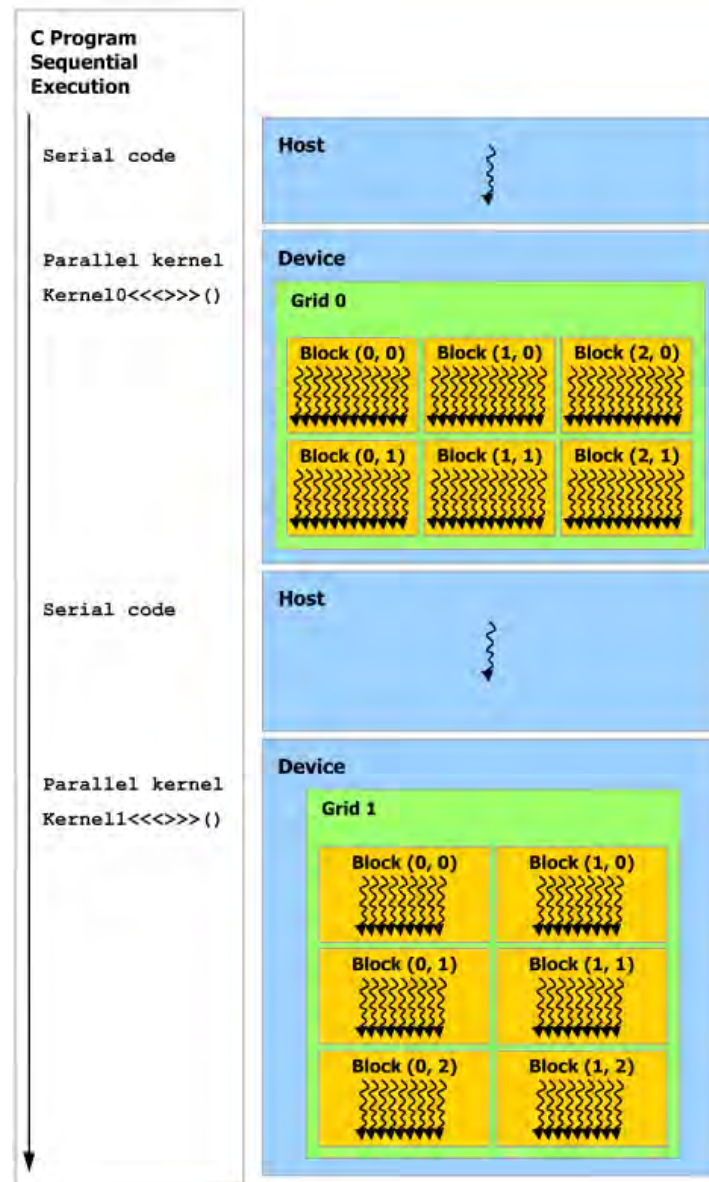 C Program
Sequential
Execution
Serial code
Host
Parallel kernel
Kernel0<<<>>>()
Device
Grid 0
Block (0, 0) Block (1, 0) Block (2, 0)
Block (0, 1) Block (1, 1) Block (2, 1)
Serial code
Host
Parallel kernel
Kernel1<<<>>>()
Device
Grid 1
Block (0, 0) Block (1, 0)
Block (0, 1) Block (1, 1)
Block (0, 2) Block (1, 2)